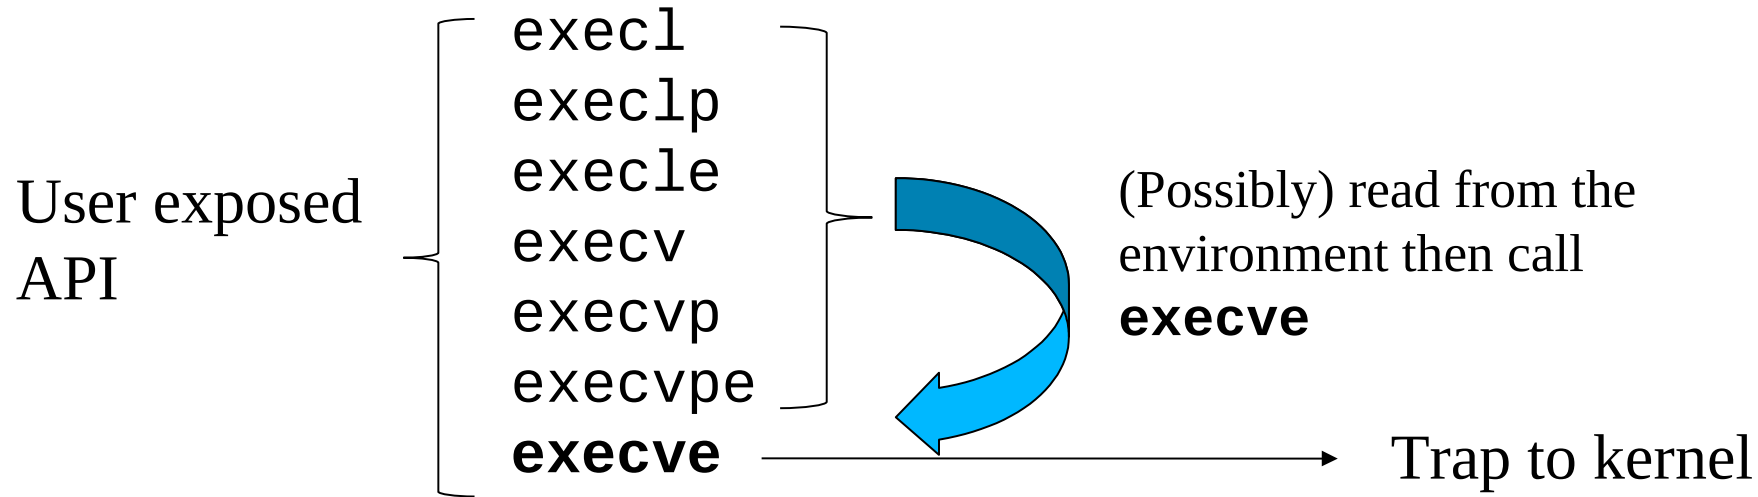 User exposed
API
execl
execlp
execle
execv
execvp
execvpe
execve
(Possibly) read from the
environment then call
execve
Trap to kernel